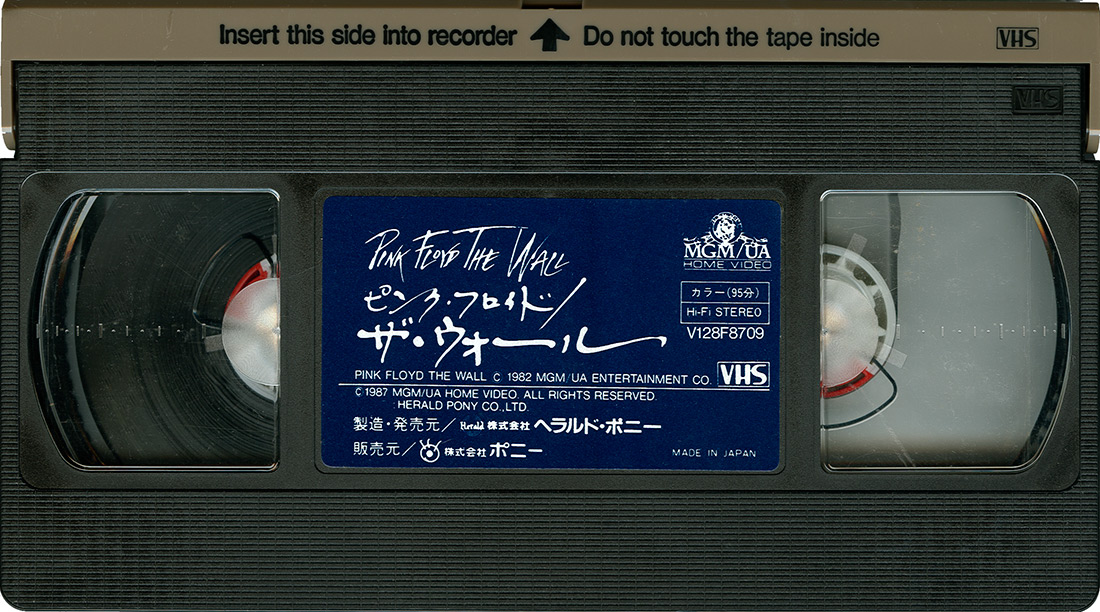 Insert this side into recorder ↑ Do not touch the tape inside VHS
VHS
PINK FLOYD THE WALL
ピンク・フロイド/
ザ・ウォール
MGM/UA
HOME VIDEO
カラー(95分)
Hi-Fi STEREO
V128F8709
PINK FLOYD THE WALL © 1982 MGM/UA ENTERTAINMENT CO. VHS
© 1987 MGM/UA HOME VIDEO. ALL RIGHTS RESERVED.
:HERALD PONY CO.,LTD.
製造・発売元/Herald 株式会社 ヘラルド・ポニー
販売元/株式会社 ポニー
MADE IN JAPAN